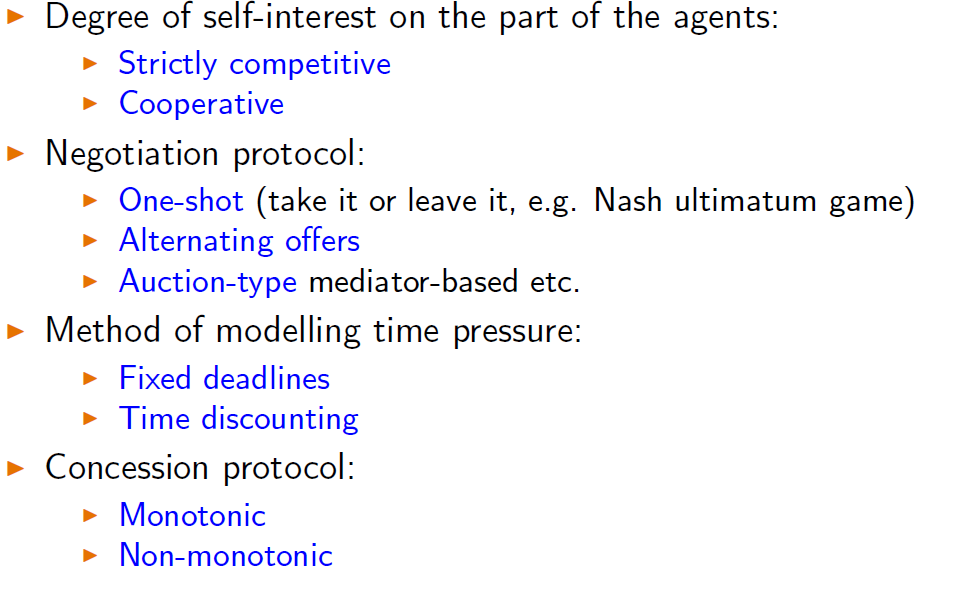 Degree of self-interest on the part of the agents:
Strictly competitive
Cooperative
Negotiation protocol:
One-shot (take it or leave it, e.g. Nash ultimatum game)
Alternating offers
Auction-type mediator-based etc.
Method of modelling time pressure:
Fixed deadlines
Time discounting
Concession protocol:
Monotonic
Non-monotonic